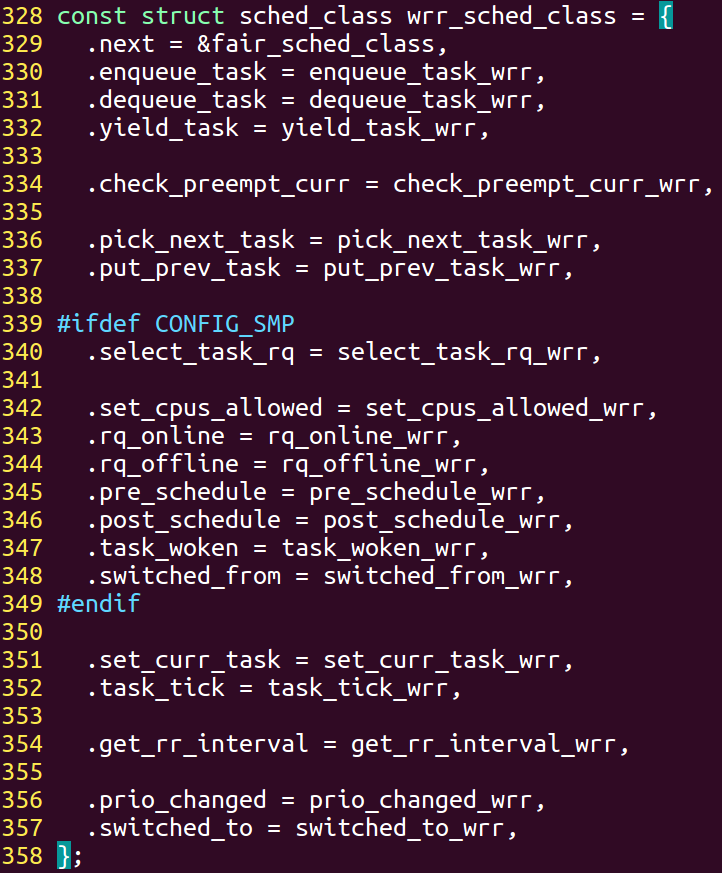 328 const struct sched_class wrr_sched_class = {
329   .next = &fair_sched_class,
330   .enqueue_task = enqueue_task_wrr,
331   .dequeue_task = dequeue_task_wrr,
332   .yield_task = yield_task_wrr,
333
334   .check_preempt_curr = check_preempt_curr_wrr,
335
336   .pick_next_task = pick_next_task_wrr,
337   .put_prev_task = put_prev_task_wrr,
338
339 #ifdef CONFIG_SMP
340   .select_task_rq = select_task_rq_wrr,
341
342   .set_cpus_allowed = set_cpus_allowed_wrr,
343   .rq_online = rq_online_wrr,
344   .rq_offline = rq_offline_wrr,
345   .pre_schedule = pre_schedule_wrr,
346   .post_schedule = post_schedule_wrr,
347   .task_woken = task_woken_wrr,
348   .switched_from = switched_from_wrr,
349 #endif
350
351   .set_curr_task = set_curr_task_wrr,
352   .task_tick = task_tick_wrr,
353
354   .get_rr_interval = get_rr_interval_wrr,
355
356   .prio_changed = prio_changed_wrr,
357   .switched_to = switched_to_wrr,
358 };